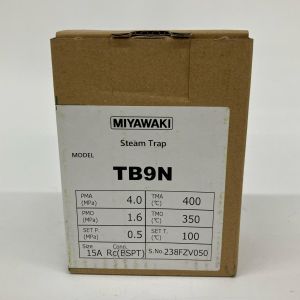 MIYAWAKI
Steam Trap
MODEL
TB9N
PMA (MPa) 4.0 TMA (℃) 400
PMO (MPa) 1.6 TMO (℃) 350
SET P. (MPa) 0.5 SET T. (℃) 100
Size 15A Conn. Rc(BSPT) S.No. 238FZV050